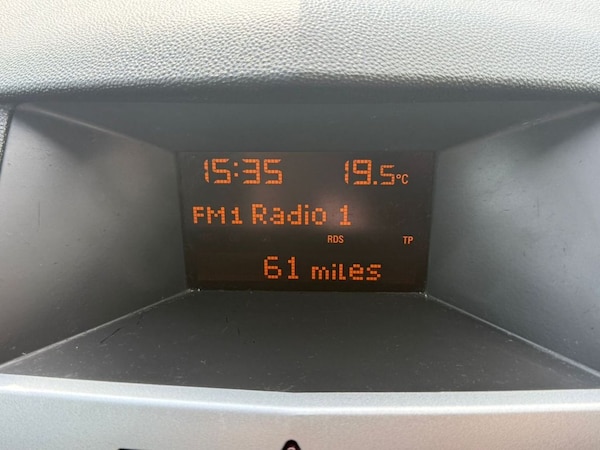 15:35 19.5°C
FM1 Radio 1
RDS TP
61 miles